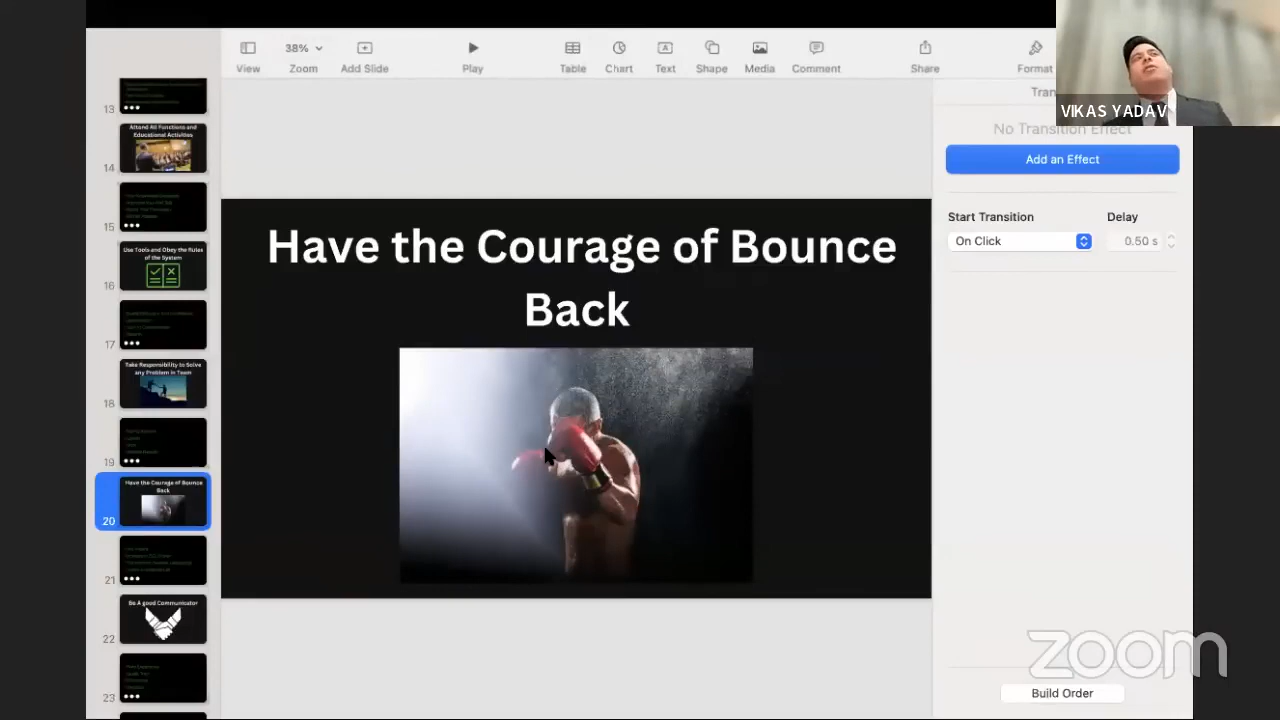 38%
View
Zoom
Add Slide
Play
Table
Chart
Text
Shape
Media
Comment
Share
Format
VIKAS YADAV
No Transition Effect
Add an Effect
Start Transition
Delay
On Click
0.50 s
Have the Courage of Bounce
Back
13
Attend All Functions and
Educational Activities
14
15
Use Tools and Obey the Rules
of the System
16
17
Take Responsibility to Solve
any Problem in Team
18
19
Have the Courage of Bounce
Back
20
21
Be A good Communicator
22
23
zoom
Build Order